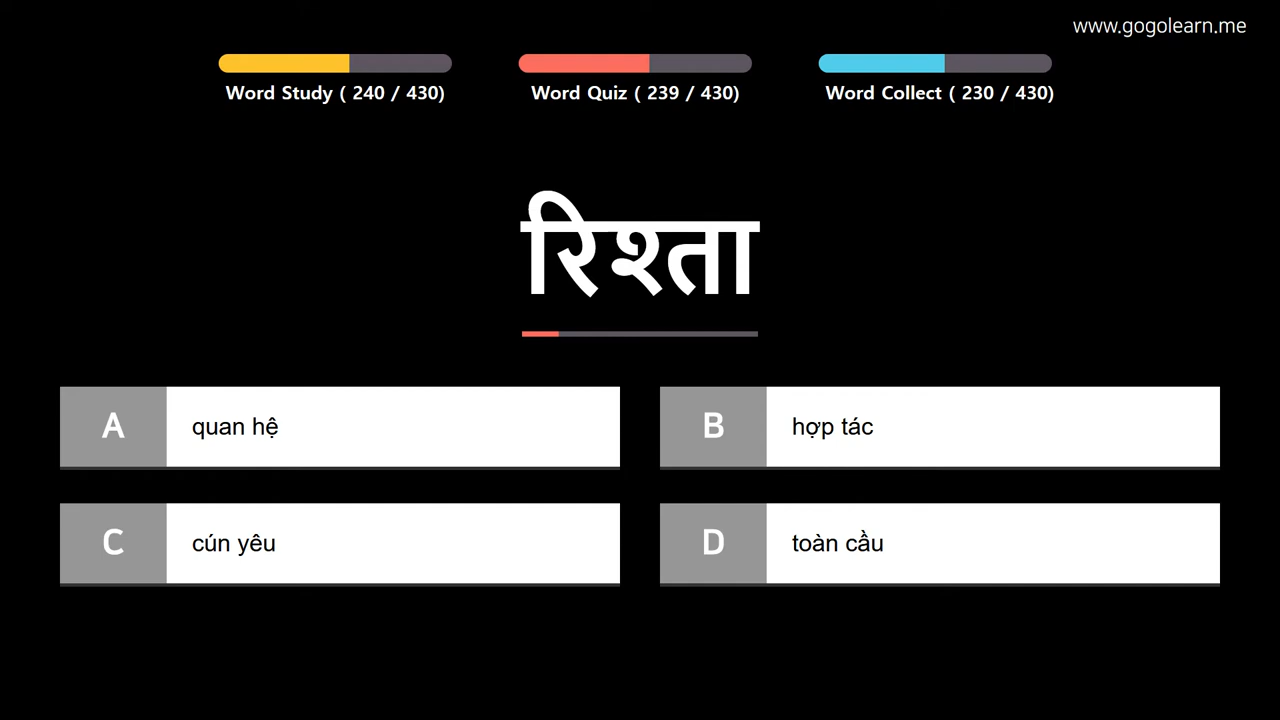 www.gogolearn.me
Word Study ( 240 / 430)
Word Quiz ( 239 / 430)
Word Collect ( 230 / 430)
रिश्ता
A
quan hệ
B
hợp tác
C
cún yêu
D
toàn cầu